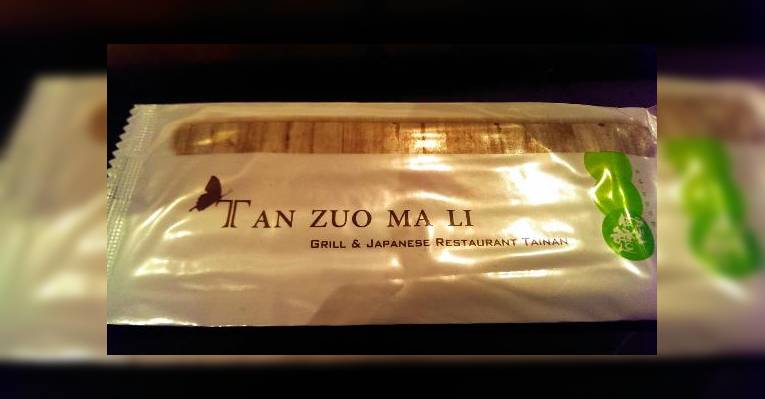 TAN ZUO MA LI
GRILL & JAPANESE RESTAURANT TAINAN